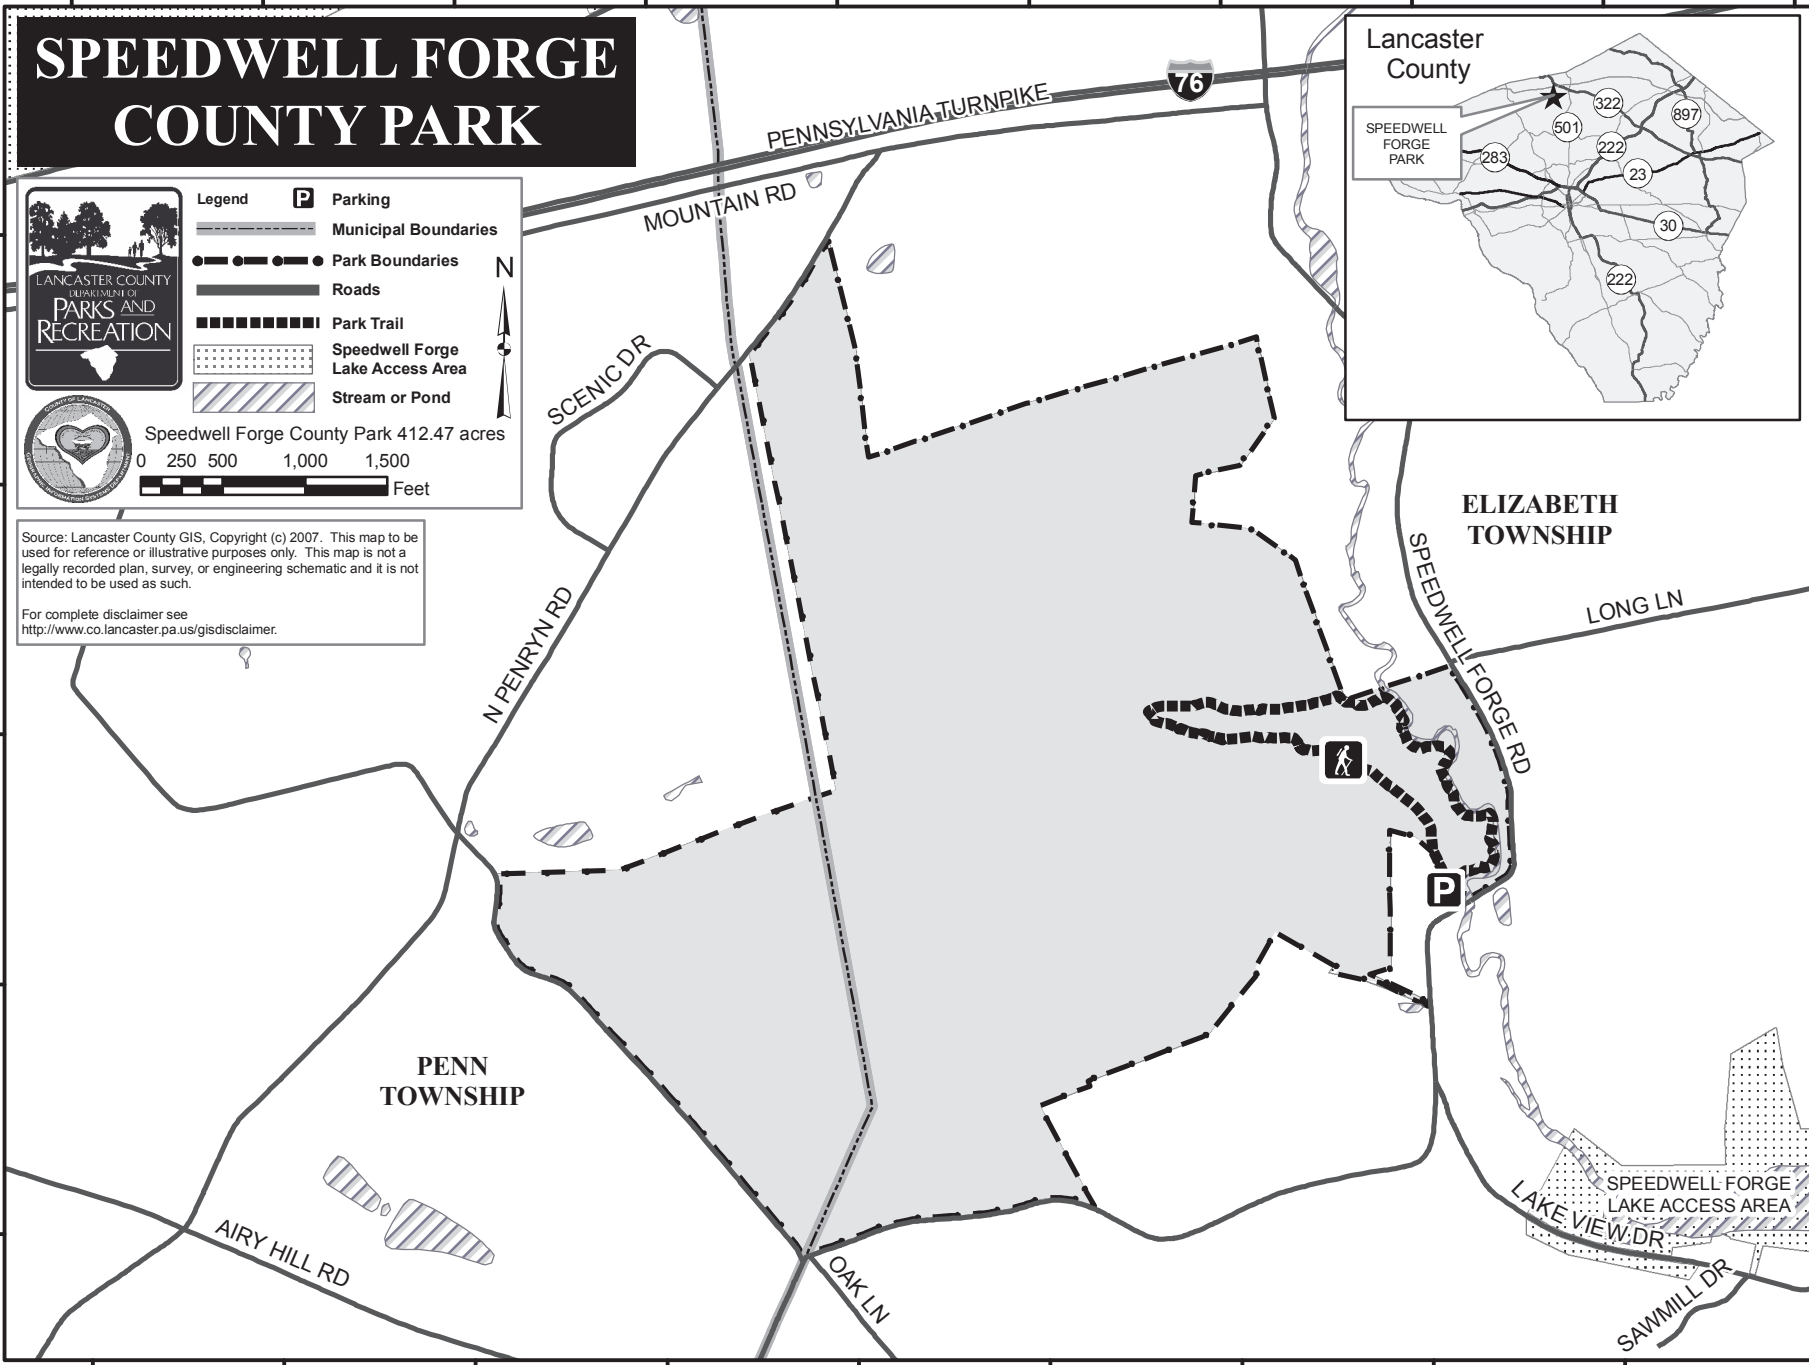 SPEEDWELL FORGE
COUNTY PARK
Legend
P Parking
Municipal Boundaries
Park Boundaries
Roads
Park Trail
Speedwell Forge
Lake Access Area
Stream or Pond
N
LANCASTER COUNTY
DEPARTMENT OF
PARKS AND
RECREATION
COUNTY OF LANCASTER
GEOGRAPHIC INFORMATION SYSTEMS DEPARTMENT
Speedwell Forge County Park 412.47 acres
0 250 500 1,000 1,500
Feet
Source: Lancaster County GIS, Copyright (c) 2007. This map to be
used for reference or illustrative purposes only. This map is not a
legally recorded plan, survey, or engineering schematic and it is not
intended to be used as such.
For complete disclaimer see
http://www.co.lancaster.pa.us/gisdisclaimer.
PENNSYLVANIA TURNPIKE
76
MOUNTAIN RD
SCENIC DR
N PENRYN RD
Lancaster
County
SPEEDWELL
FORGE
PARK
322
897
501
222
283
23
30
222
ELIZABETH
TOWNSHIP
SPEEDWELL FORGE RD
LONG LN
P
PENN
TOWNSHIP
AIRY HILL RD
OAK LN
SPEEDWELL FORGE
LAKE ACCESS AREA
LAKE VIEW DR
SAWMILL DR